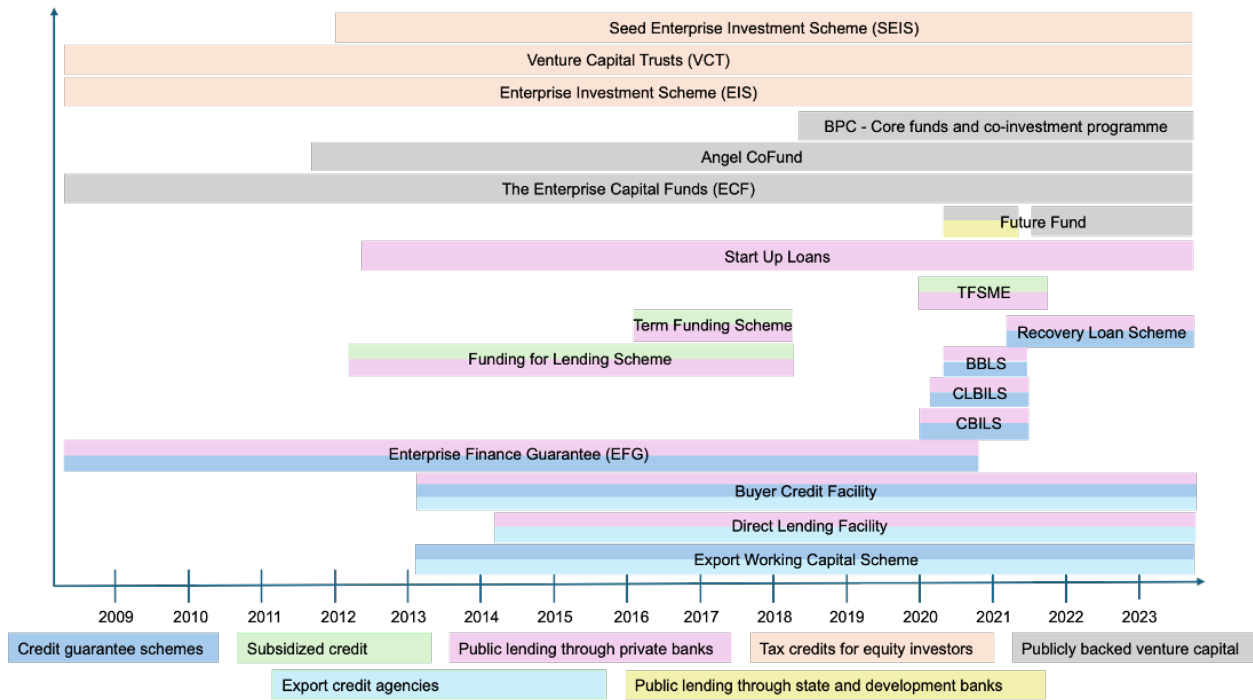 Seed Enterprise Investment Scheme (SEIS)
Venture Capital Trusts (VCT)
Enterprise Investment Scheme (EIS)
BPC - Core funds and co-investment programme
Angel CoFund
The Enterprise Capital Funds (ECF)
Future Fund
Start Up Loans
TFSME
Term Funding Scheme
Recovery Loan Scheme
Funding for Lending Scheme
BBLS
CLBILS
CBILS
Enterprise Finance Guarantee (EFG)
Buyer Credit Facility
Direct Lending Facility
Export Working Capital Scheme
2009 2010 2011 2012 2013 2014 2015 2016 2017 2018 2019 2020 2021 2022 2023
Credit guarantee schemes Subsidized credit Public lending through private banks Tax credits for equity investors Publicly backed venture capital
Export credit agencies Public lending through state and development banks